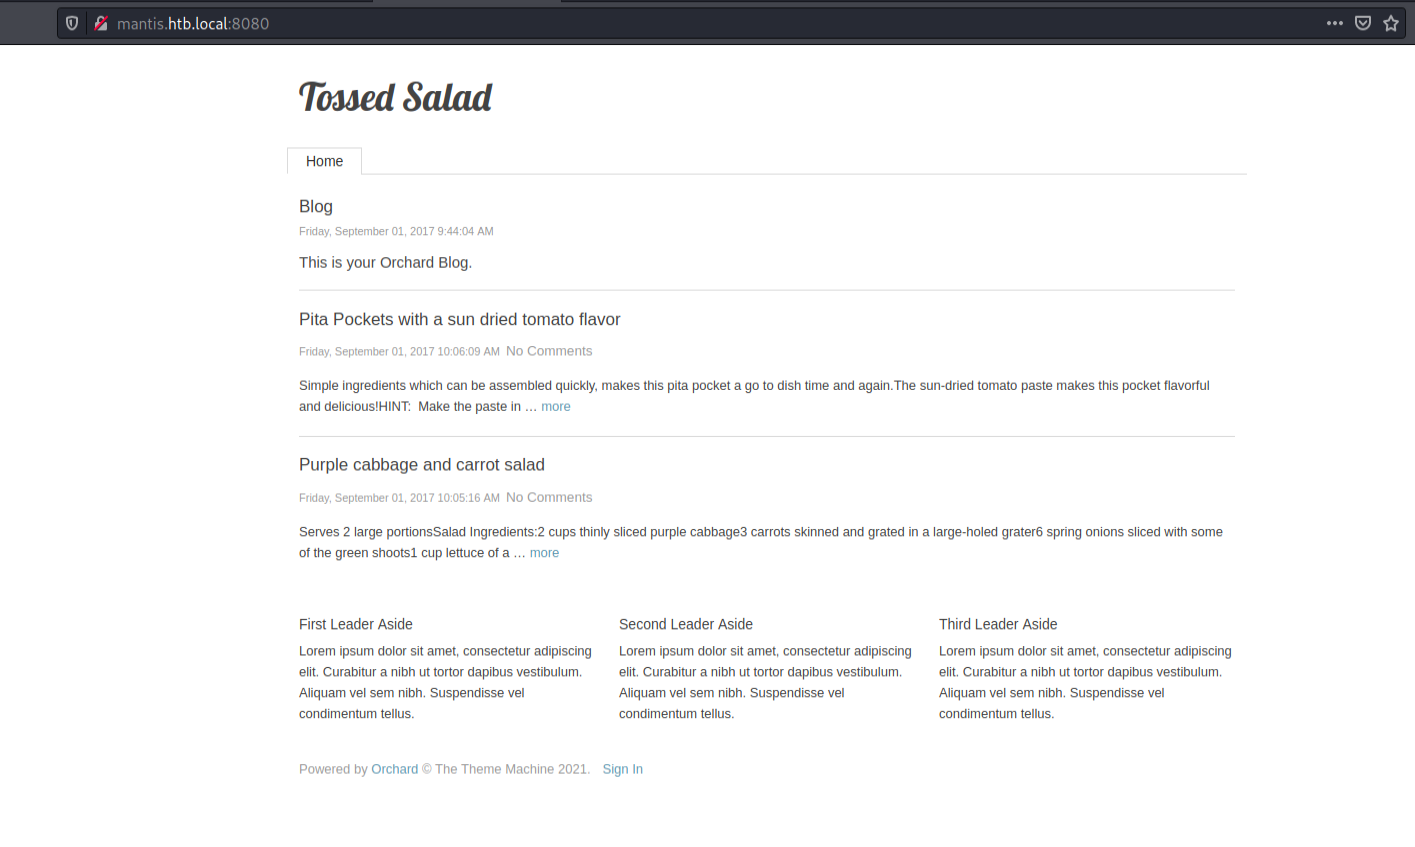 mantis.htb.local:8080
Tossed Salad
Home
Blog
Friday, September 01, 2017 9:44:04 AM
This is your Orchard Blog.
Pita Pockets with a sun dried tomato flavor
Friday, September 01, 2017 10:06:09 AM No Comments
Simple ingredients which can be assembled quickly, makes this pita pocket a go to dish time and again.The sun-dried tomato paste makes this pocket flavorful
and delicious!HINT:  Make the paste in … more
Purple cabbage and carrot salad
Friday, September 01, 2017 10:05:16 AM No Comments
Serves 2 large portionsSalad Ingredients:2 cups thinly sliced purple cabbage3 carrots skinned and grated in a large-holed grater6 spring onions sliced with some
of the green shoots1 cup lettuce of a … more
First Leader Aside
Lorem ipsum dolor sit amet, consectetur adipiscing
elit. Curabitur a nibh ut tortor dapibus vestibulum.
Aliquam vel sem nibh. Suspendisse vel
condimentum tellus.
Second Leader Aside
Lorem ipsum dolor sit amet, consectetur adipiscing
elit. Curabitur a nibh ut tortor dapibus vestibulum.
Aliquam vel sem nibh. Suspendisse vel
condimentum tellus.
Third Leader Aside
Lorem ipsum dolor sit amet, consectetur adipiscing
elit. Curabitur a nibh ut tortor dapibus vestibulum.
Aliquam vel sem nibh. Suspendisse vel
condimentum tellus.
Powered by Orchard © The Theme Machine 2021. Sign In